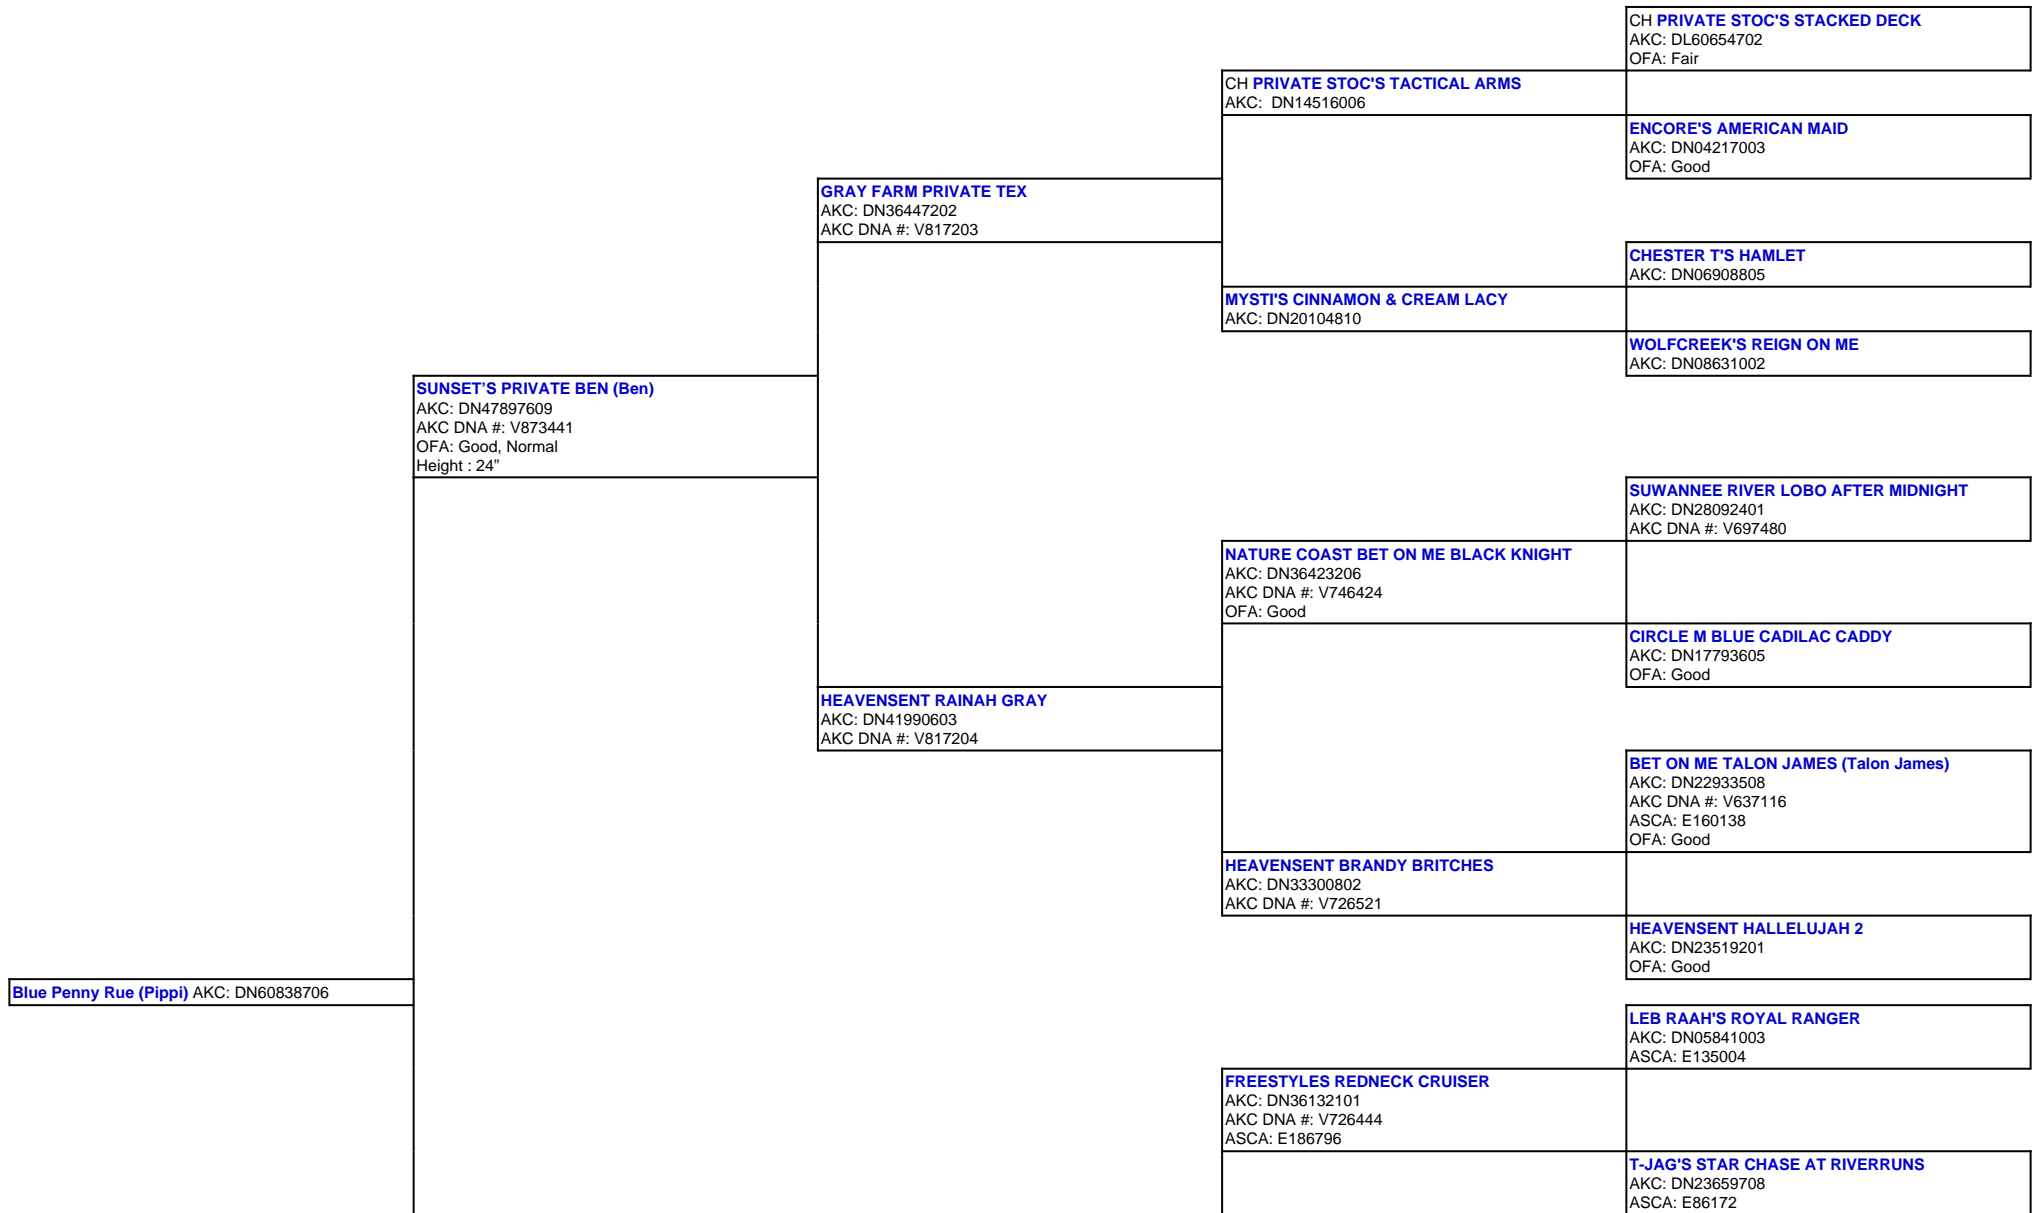 CH PRIVATE STOC'S STACKED DECK
AKC: DL60654702
OFA: Fair
CH PRIVATE STOC'S TACTICAL ARMS
AKC:  DN14516006
ENCORE'S AMERICAN MAID
AKC: DN04217003
OFA: Good
GRAY FARM PRIVATE TEX
AKC: DN36447202
AKC DNA #: V817203
CHESTER T'S HAMLET
AKC: DN06908805
MYSTI'S CINNAMON & CREAM LACY
AKC: DN20104810
WOLFCREEK'S REIGN ON ME
AKC: DN08631002
SUNSET’S PRIVATE BEN (Ben)
AKC: DN47897609
AKC DNA #: V873441
OFA: Good, Normal
Height : 24”
SUWANNEE RIVER LOBO AFTER MIDNIGHT
AKC: DN28092401
AKC DNA #: V697480
NATURE COAST BET ON ME BLACK KNIGHT
AKC: DN36423206
AKC DNA #: V746424
OFA: Good
CIRCLE M BLUE CADILAC CADDY
AKC: DN17793605
OFA: Good
HEAVENSENT RAINAH GRAY
AKC: DN41990603
AKC DNA #: V817204
BET ON ME TALON JAMES (Talon James)
AKC: DN22933508
AKC DNA #: V637116
ASCA: E160138
OFA: Good
HEAVENSENT BRANDY BRITCHES
AKC: DN33300802
AKC DNA #: V726521
HEAVENSENT HALLELUJAH 2
AKC: DN23519201
OFA: Good
Blue Penny Rue (Pippi) AKC: DN60838706
LEB RAAH'S ROYAL RANGER
AKC: DN05841003
ASCA: E135004
FREESTYLES REDNECK CRUISER
AKC: DN36132101
AKC DNA #: V726444
ASCA: E186796
T-JAG'S STAR CHASE AT RIVERRUNS
AKC: DN23659708
ASCA: E86172